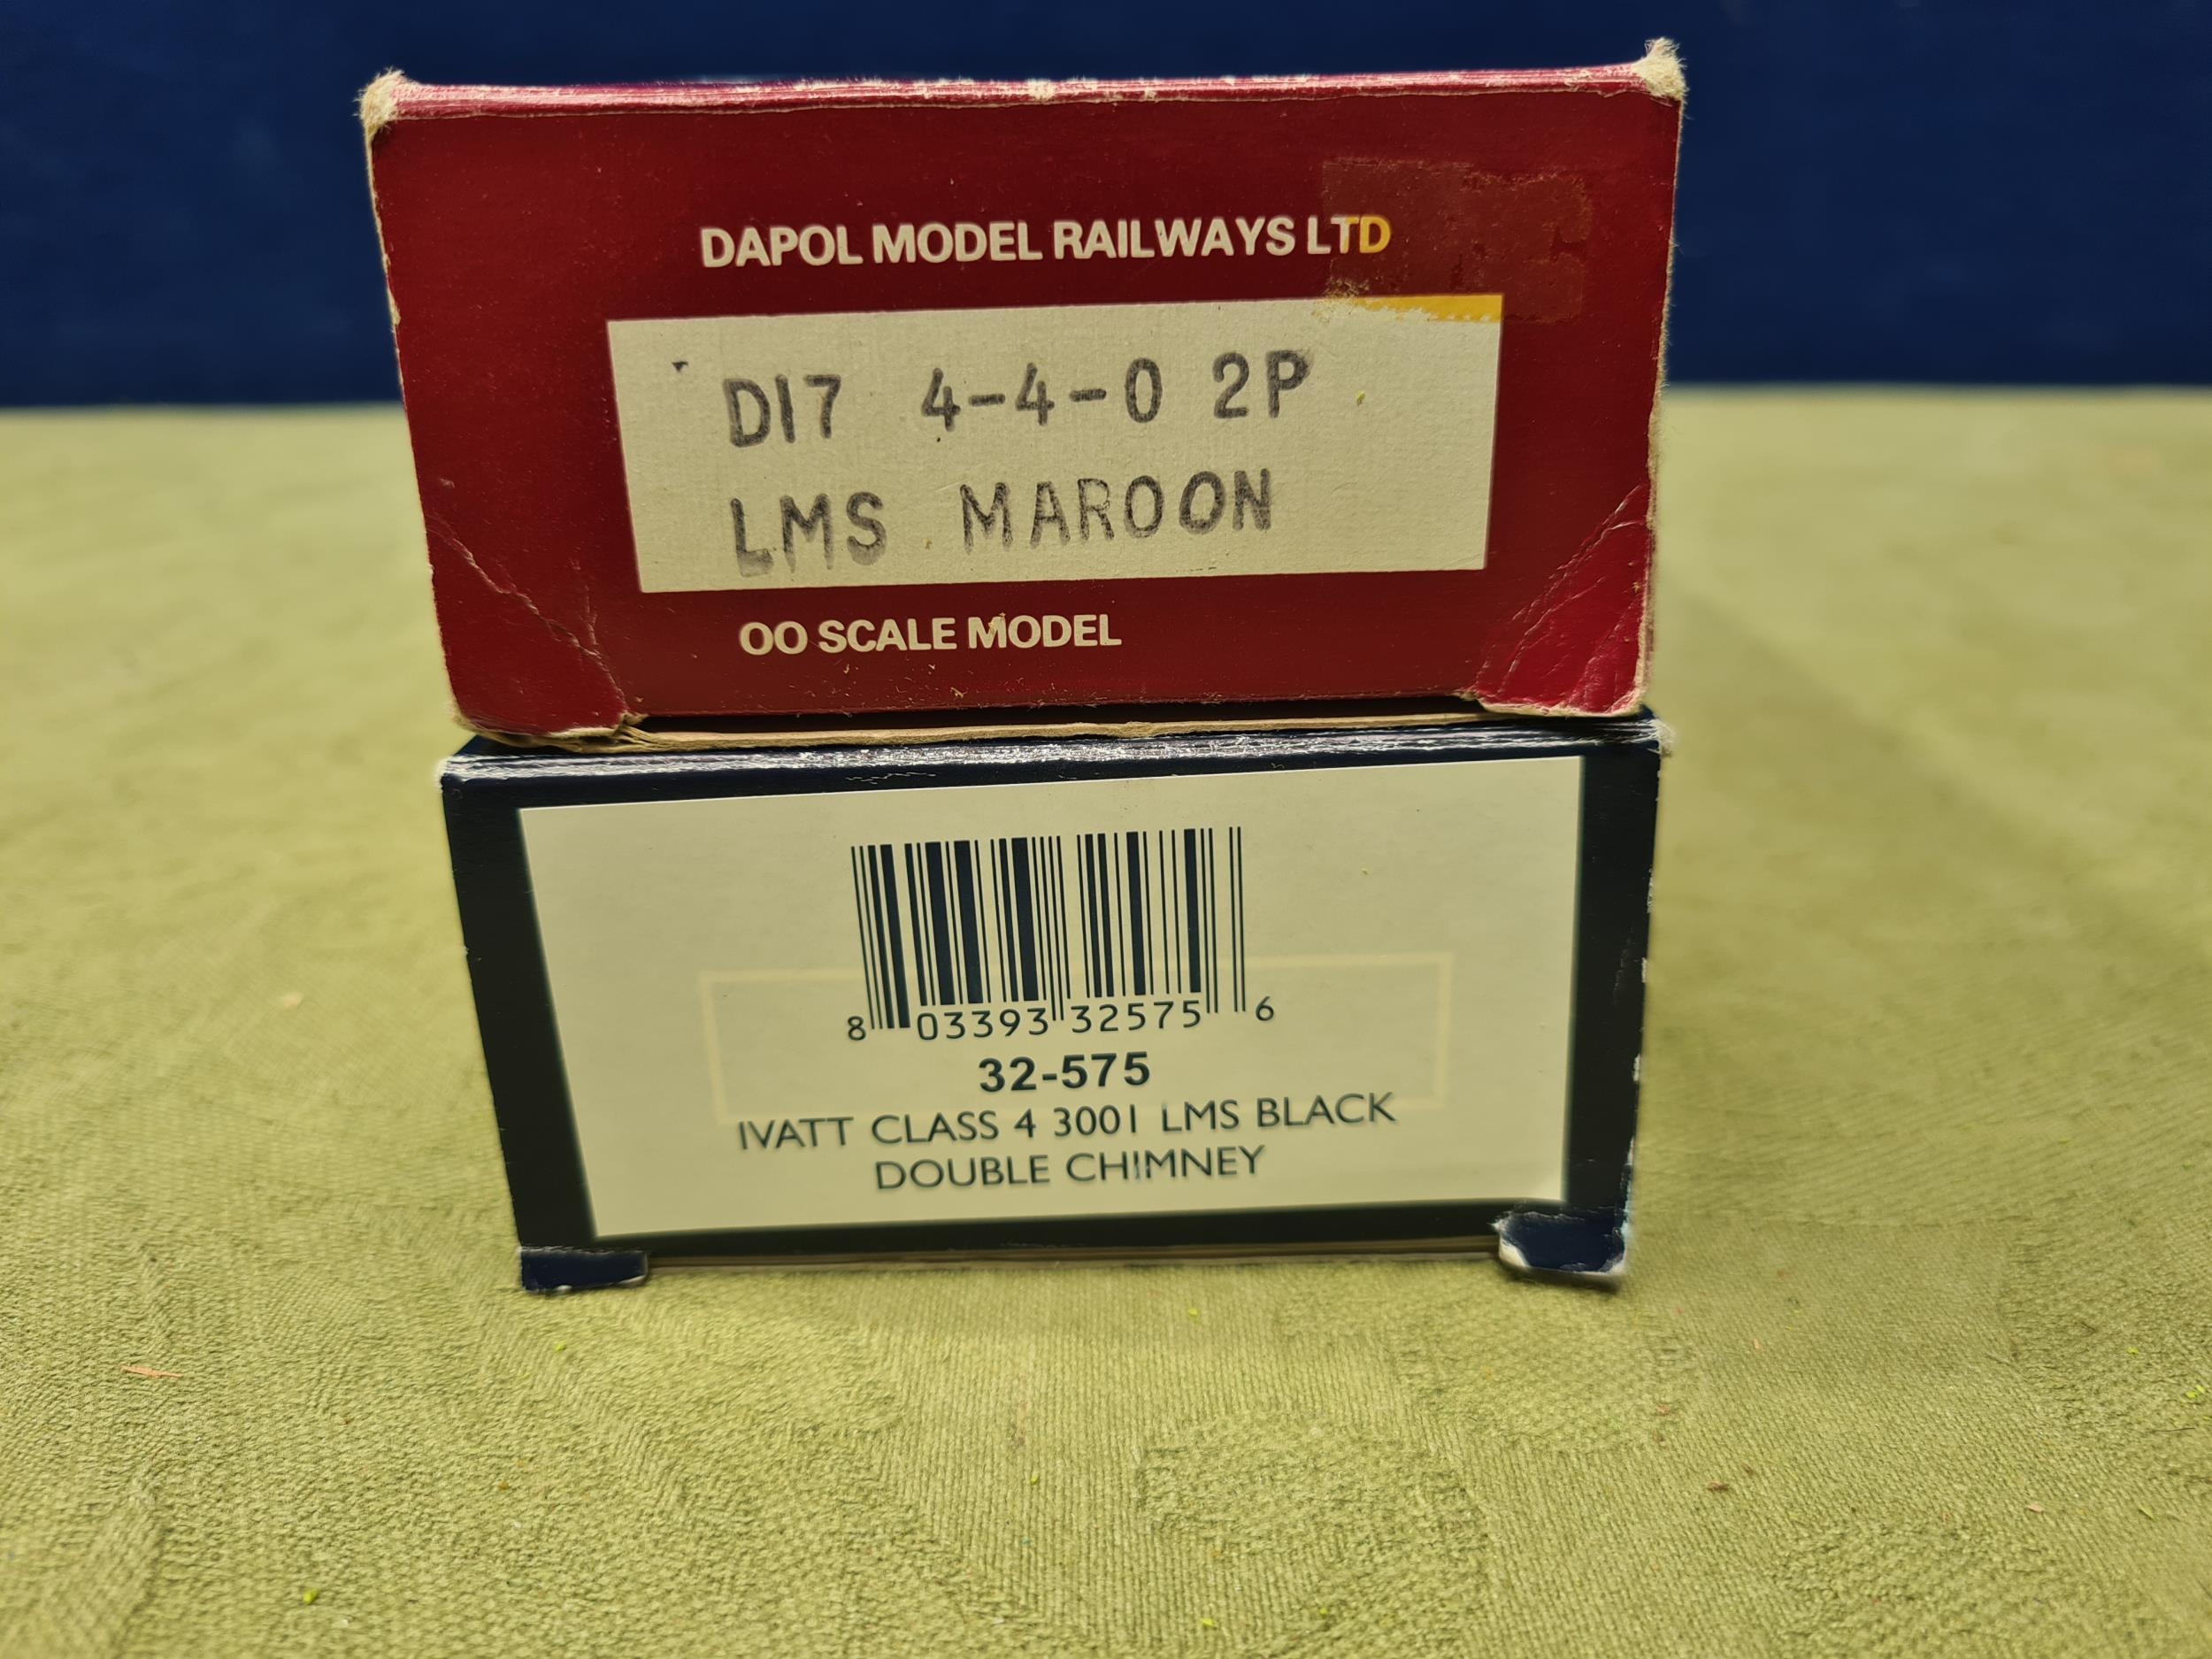 DAPOL MODEL RAILWAYS LTD
D17 4-4-0 2P
LMS MAROON
OO SCALE MODEL
8 03393 32575 6
32-575
IVATT CLASS 4 3001 LMS BLACK
DOUBLE CHIMNEY